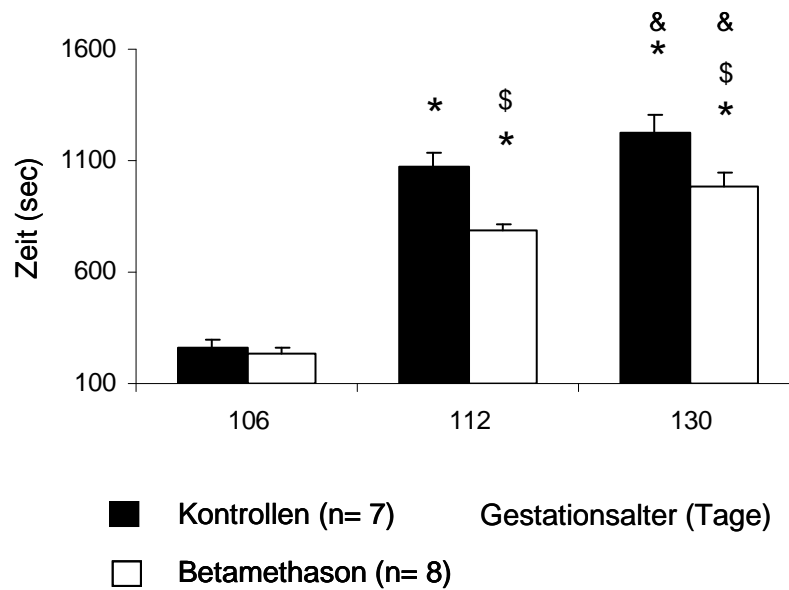 & &
1600 * $
* $ *
*
1100
Zeit (sec)
600
100
106 112 130
Kontrollen (n= 7) Gestationsalter (Tage)
Betamethason (n= 8)